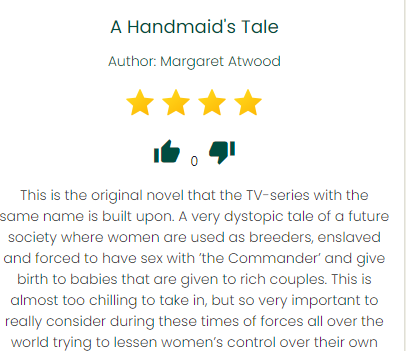 A Handmaid's Tale
Author: Margaret Atwood
0
This is the original novel that the TV-series with the
same name is built upon. A very dystopic tale of a future
society where women are used as breeders, enslaved
and forced to have sex with ‘the Commander’ and give
birth to babies that are given to rich couples. This is
almost too chilling to take in, but so very important to
really consider during these times of forces all over the
world trying to lessen women’s control over their own